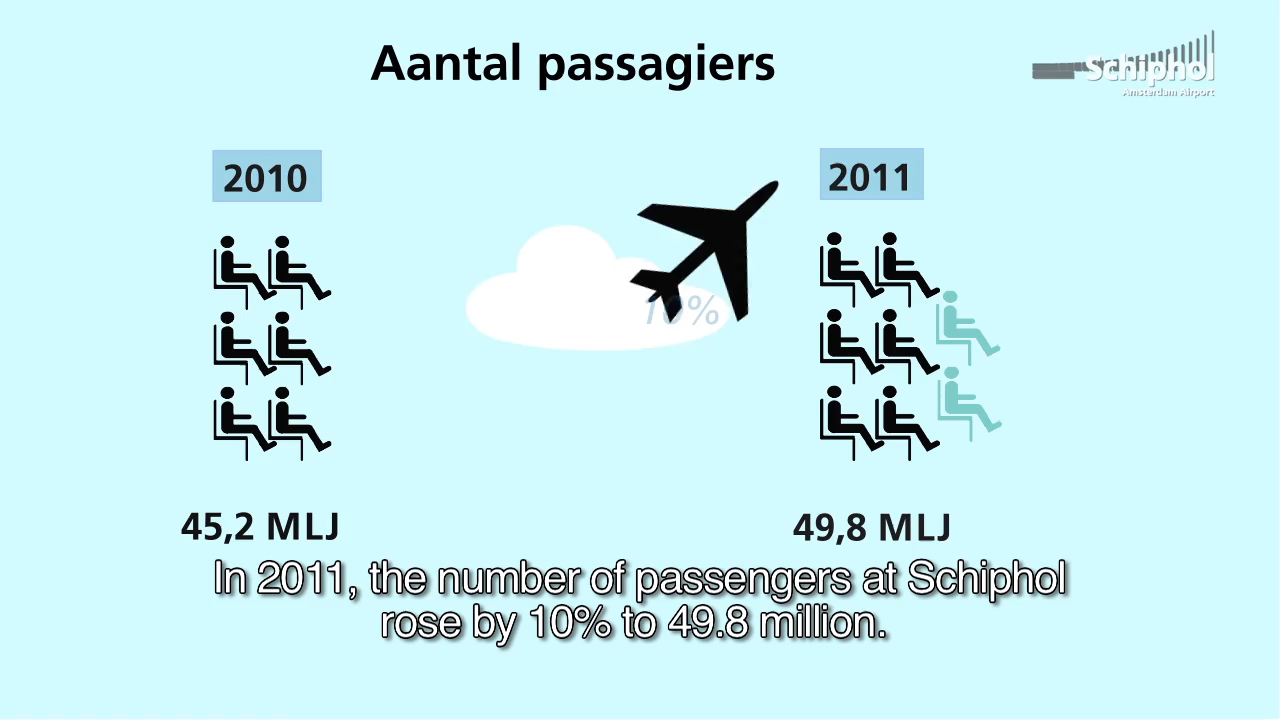 Aantal passagiers
Schiphol
Amsterdam Airport
2010
2011
10%
45,2 MLJ
49,8 MLJ
In 2011, the number of passengers at Schiphol
rose by 10% to 49.8 million.